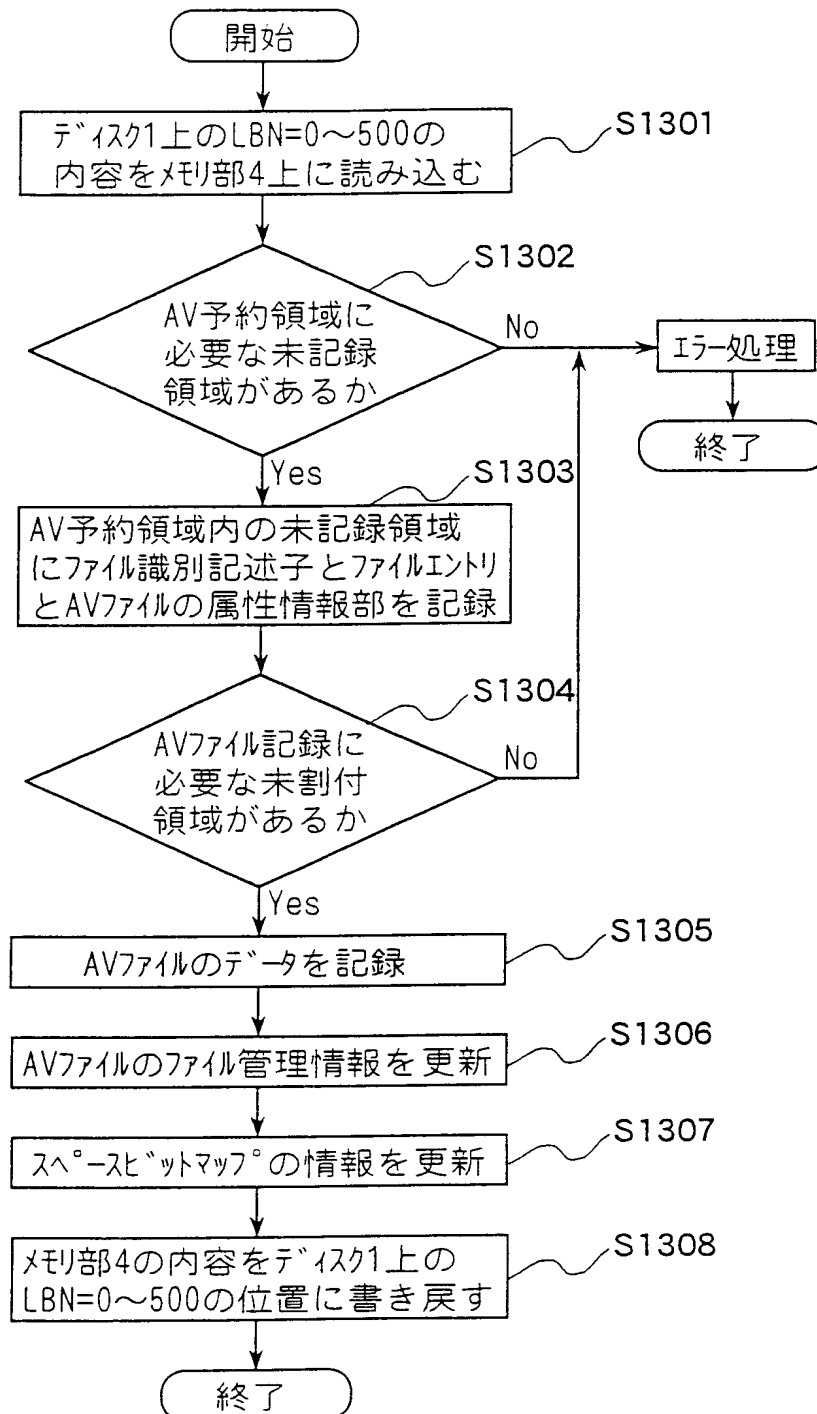 開始
ディスク1上のLBN=0〜500の
内容をメモリ部4上に読み込む
S1301
S1302
AV予約領域に
必要な未記録
領域があるか
No
エラー処理
終了
Yes
S1303
AV予約領域内の未記録領域
にファイル識別記述子とファイルエントリ
とAVファイルの属性情報部を記録
S1304
AVファイル記録に
必要な未割付
領域があるか
No
Yes
S1305
AVファイルのデータを記録
S1306
AVファイルのファイル管理情報を更新
S1307
スペースビットマップの情報を更新
S1308
メモリ部4の内容をディスク1上の
LBN=0〜500の位置に書き戻す
終了